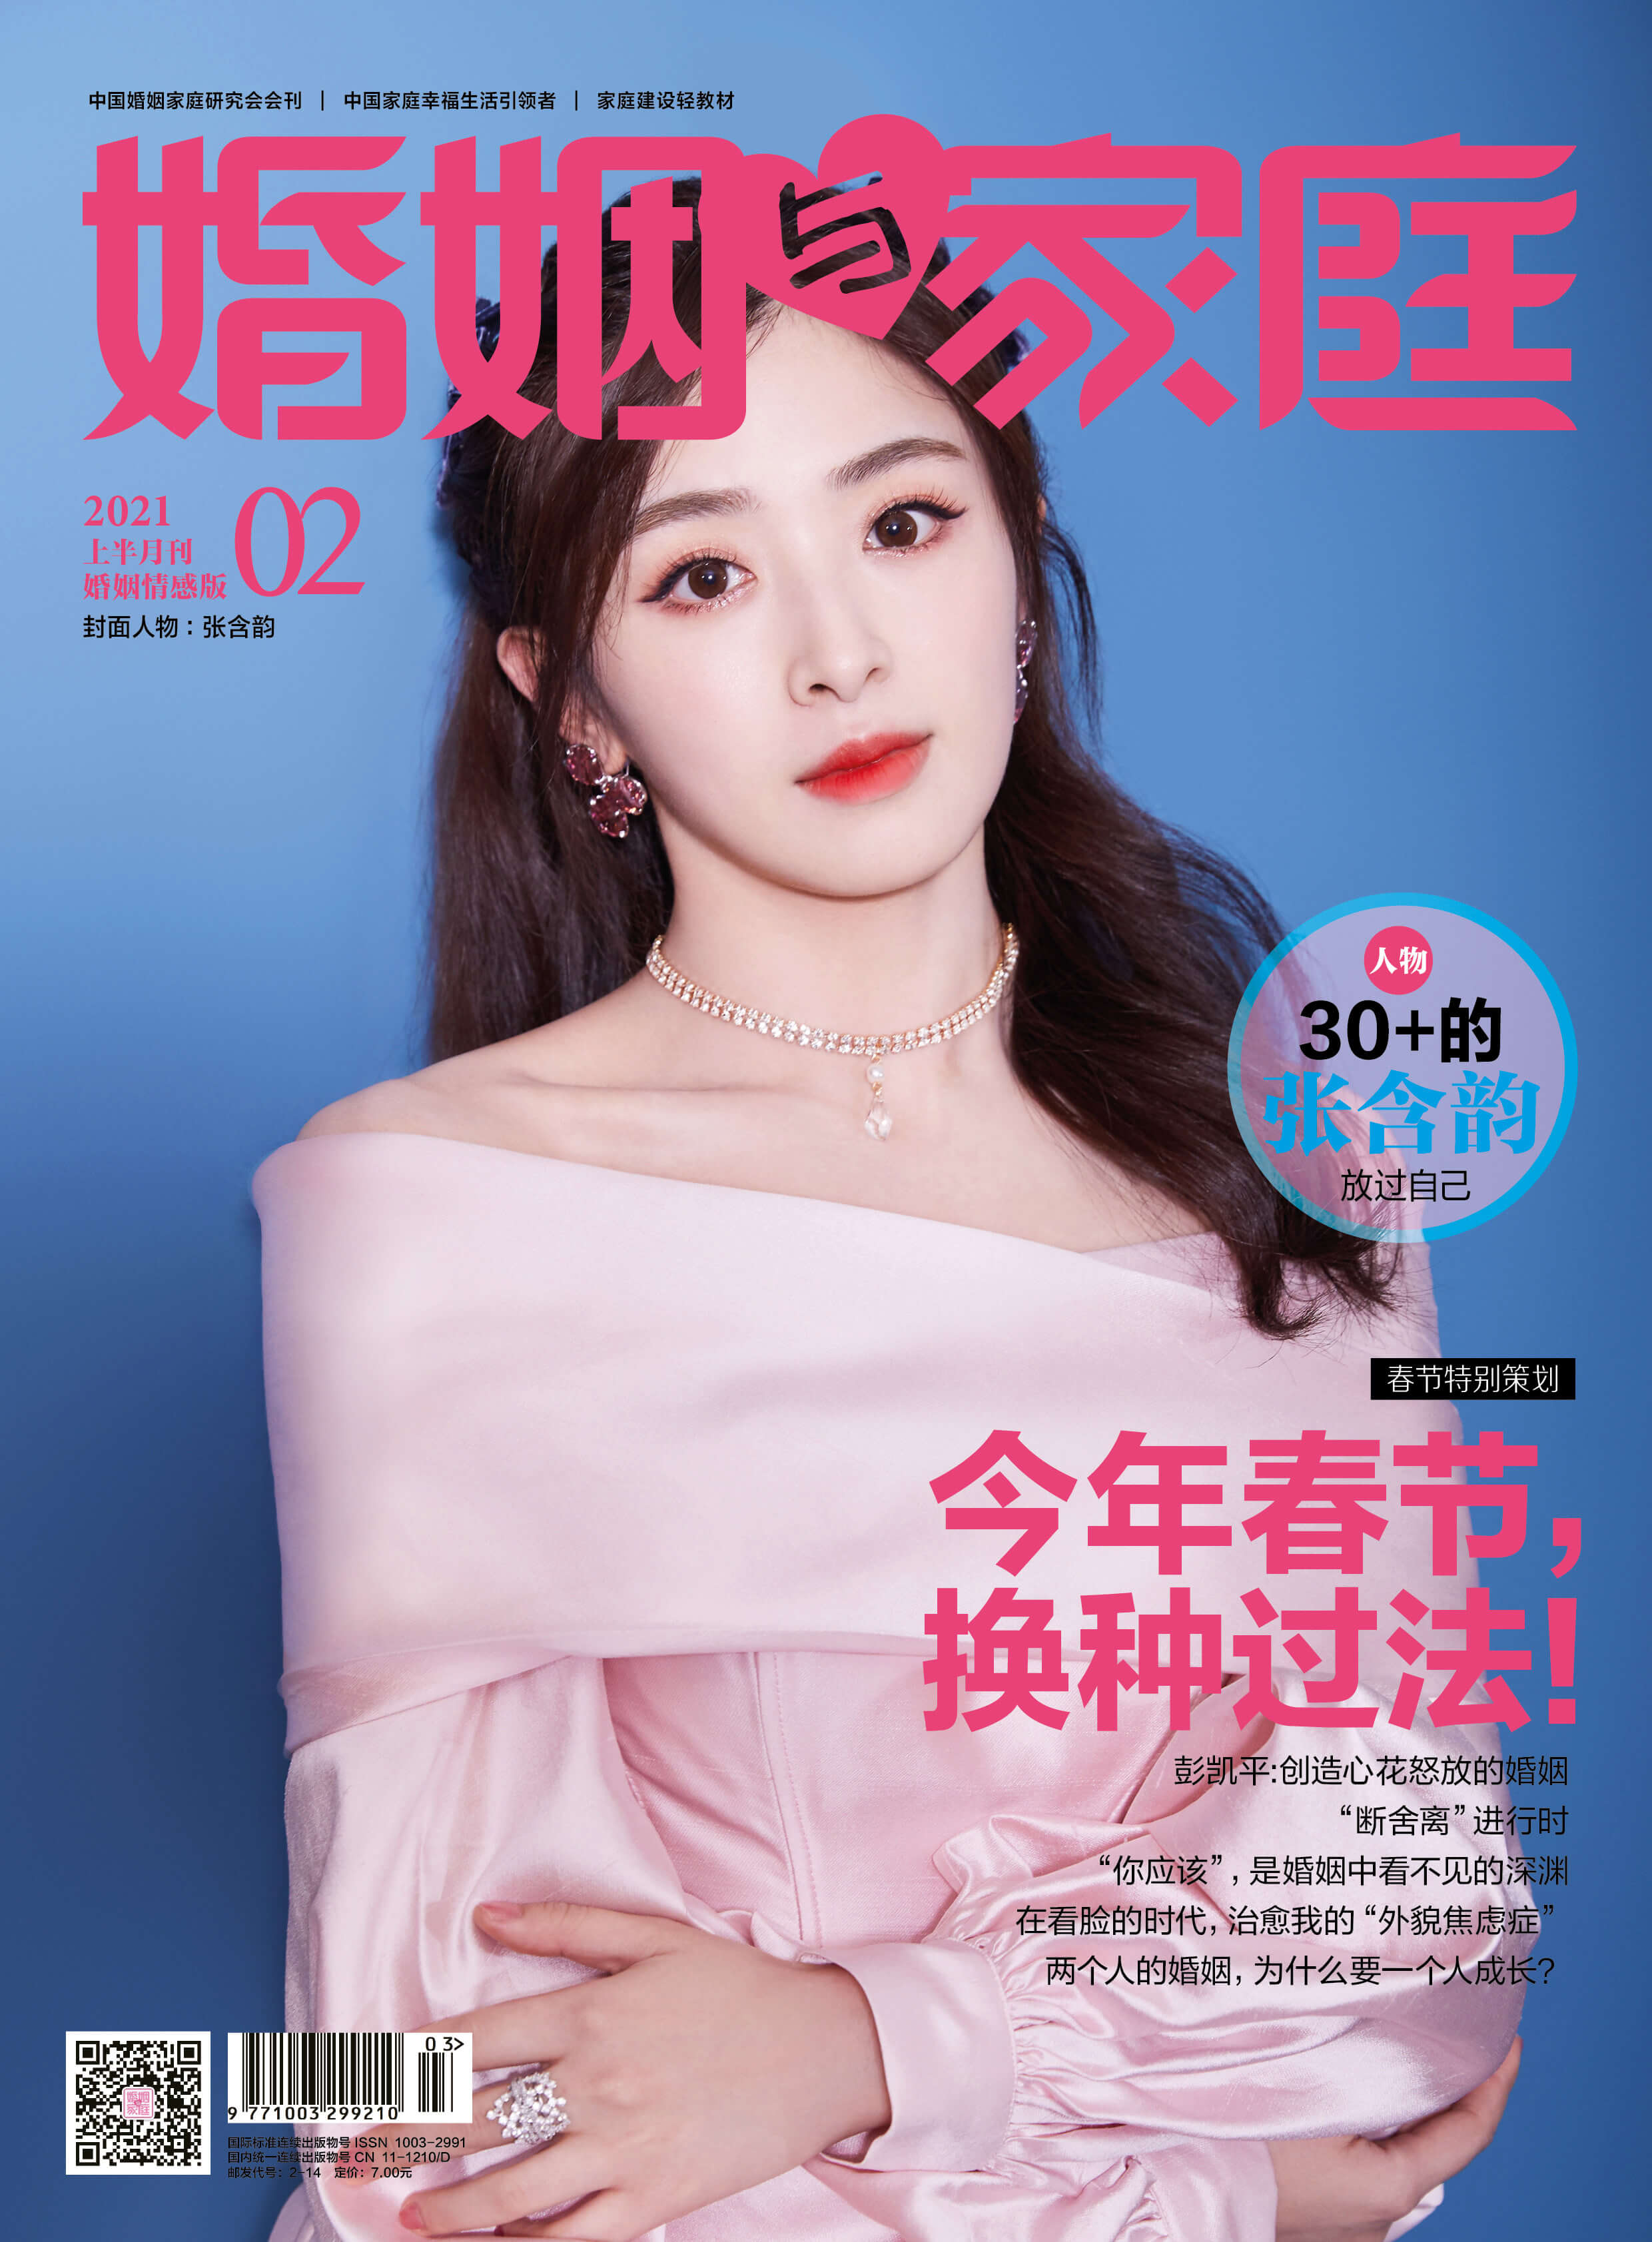 中国婚姻家庭研究会会刊 | 中国家庭幸福生活引领者 | 家庭建设轻教材
婚姻与家庭
2021
上半月刊
婚姻情感版
02
封面人物：张含韵
人物
30+的
张含韵
放过自己
春节特别策划
今年春节，
换种过法！
彭凯平:创造心花怒放的婚姻
“断舍离”进行时
“你应该”，是婚姻中看不见的深渊
在看脸的时代，治愈我的“外貌焦虑症”
两个人的婚姻，为什么要一个人成长？
婚姻
家庭
03>
9 771003 299210
国际标准连续出版物号 ISSN 1003-2991
国内统一连续出版物号 CN 11-1210/D
邮发代号：2-14 定价：7.00元